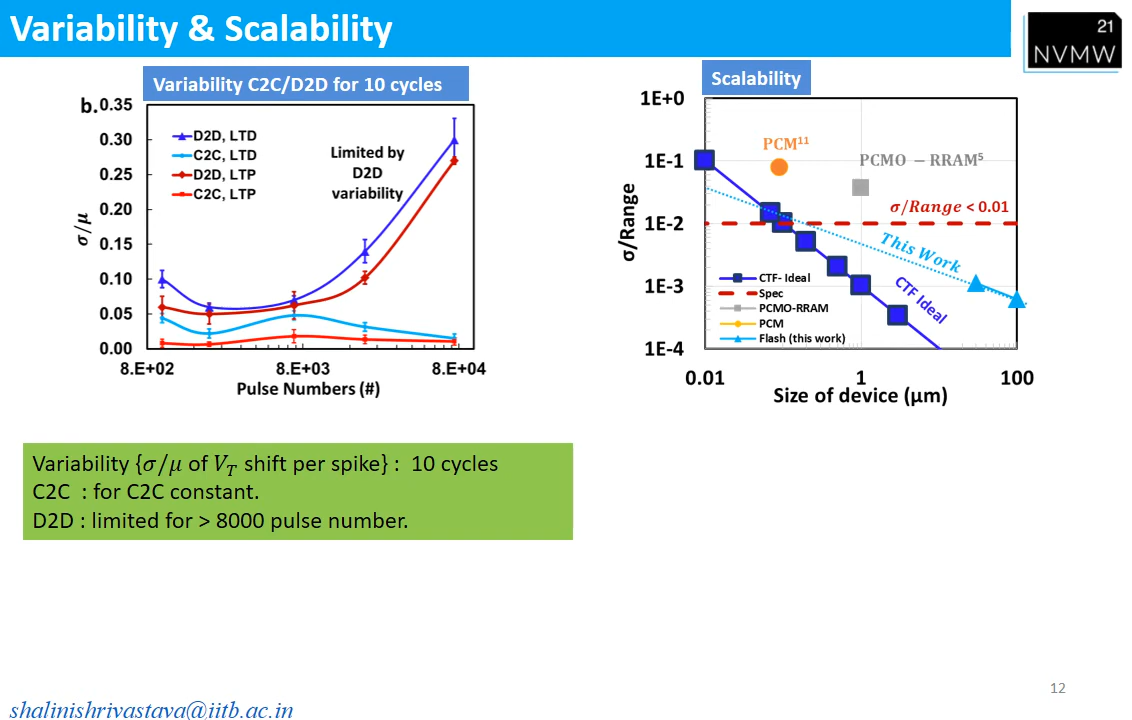 Variability & Scalability
21
NVMW
Variability C2C/D2D for 10 cycles
b.
0.35
0.30
0.25
0.20
0.15
0.10
0.05
0.00
σ/μ
D2D, LTD
C2C, LTD
D2D, LTP
C2C, LTP
Limited by
D2D
variability
8.E+02
8.E+03
8.E+04
Pulse Numbers (#)
Scalability
1E+0
1E-1
1E-2
1E-3
1E-4
σ/Range
PCM¹¹
PCMO – RRAM⁵
σ/Range < 0.01
This Work
CTF Ideal
CTF- Ideal
Spec
PCMO-RRAM
PCM
Flash (this work)
0.01
1
100
Size of device (μm)
Variability {σ/μ of V_T shift per spike} : 10 cycles
C2C : for C2C constant.
D2D : limited for > 8000 pulse number.
12
shalinishrivastava@iitb.ac.in